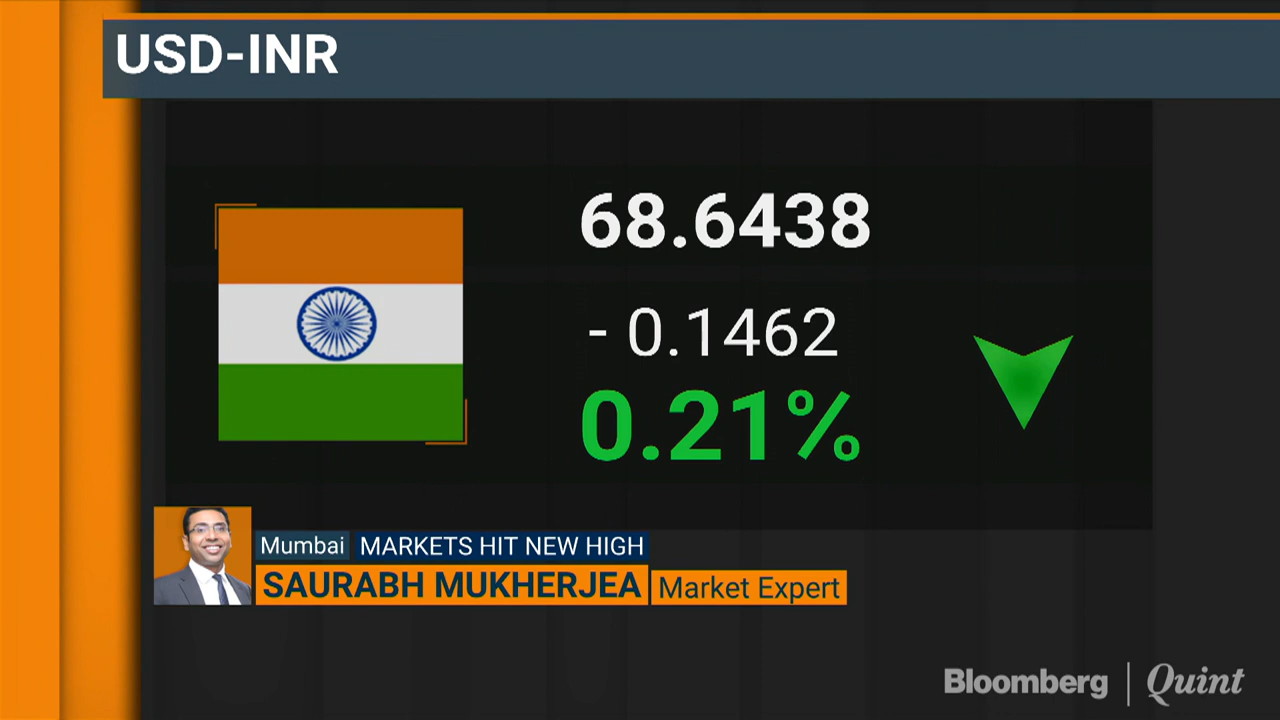 USD-INR
68.6438
- 0.1462
0.21%
Mumbai MARKETS HIT NEW HIGH
SAURABH MUKHERJEA Market Expert
Bloomberg | Quint